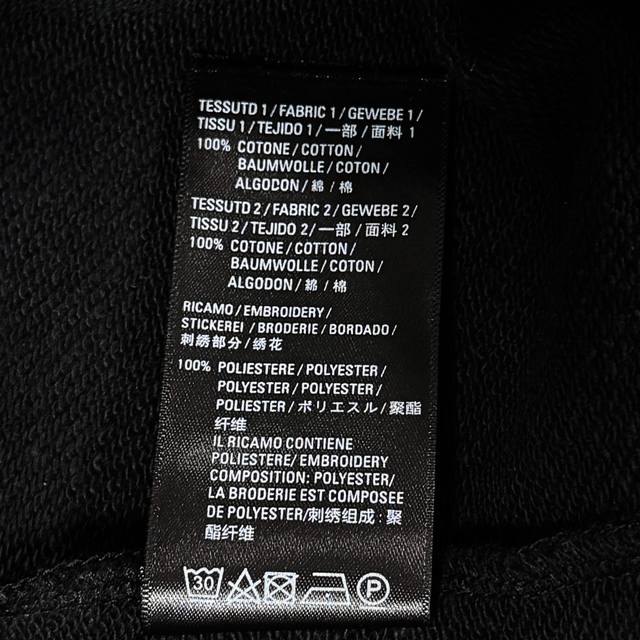 TESSUTD 1/FABRIC 1/GEWEBE 1/
TISSU 1/TEJIDO 1/一部/面料 1
100% COTONE/COTTON/
BAUMWOLLE/COTON/
ALGODON/綿/棉
TESSUTD 2/FABRIC 2/GEWEBE 2/
TISSU 2/TEJIDO 2/一部/面料 2
100% COTONE/COTTON/
BAUMWOLLE/COTON/
ALGODON/綿/棉
RICAMO/EMBROIDERY/
STICKEREI/BRODERIE/BORDADO/
刺绣部分/绣花
100% POLIESTERE/POLYESTER/
POLYESTER/POLYESTER/
POLIESTER/ポリエスル/聚酯
纤维
IL RICAMO CONTIENE
POLIESTERE/EMBROIDERY
COMPOSITION: POLYESTER/
LA BRODERIE EST COMPOSEE
DE POLYESTER/刺绣组成:聚
酯纤维
30 P